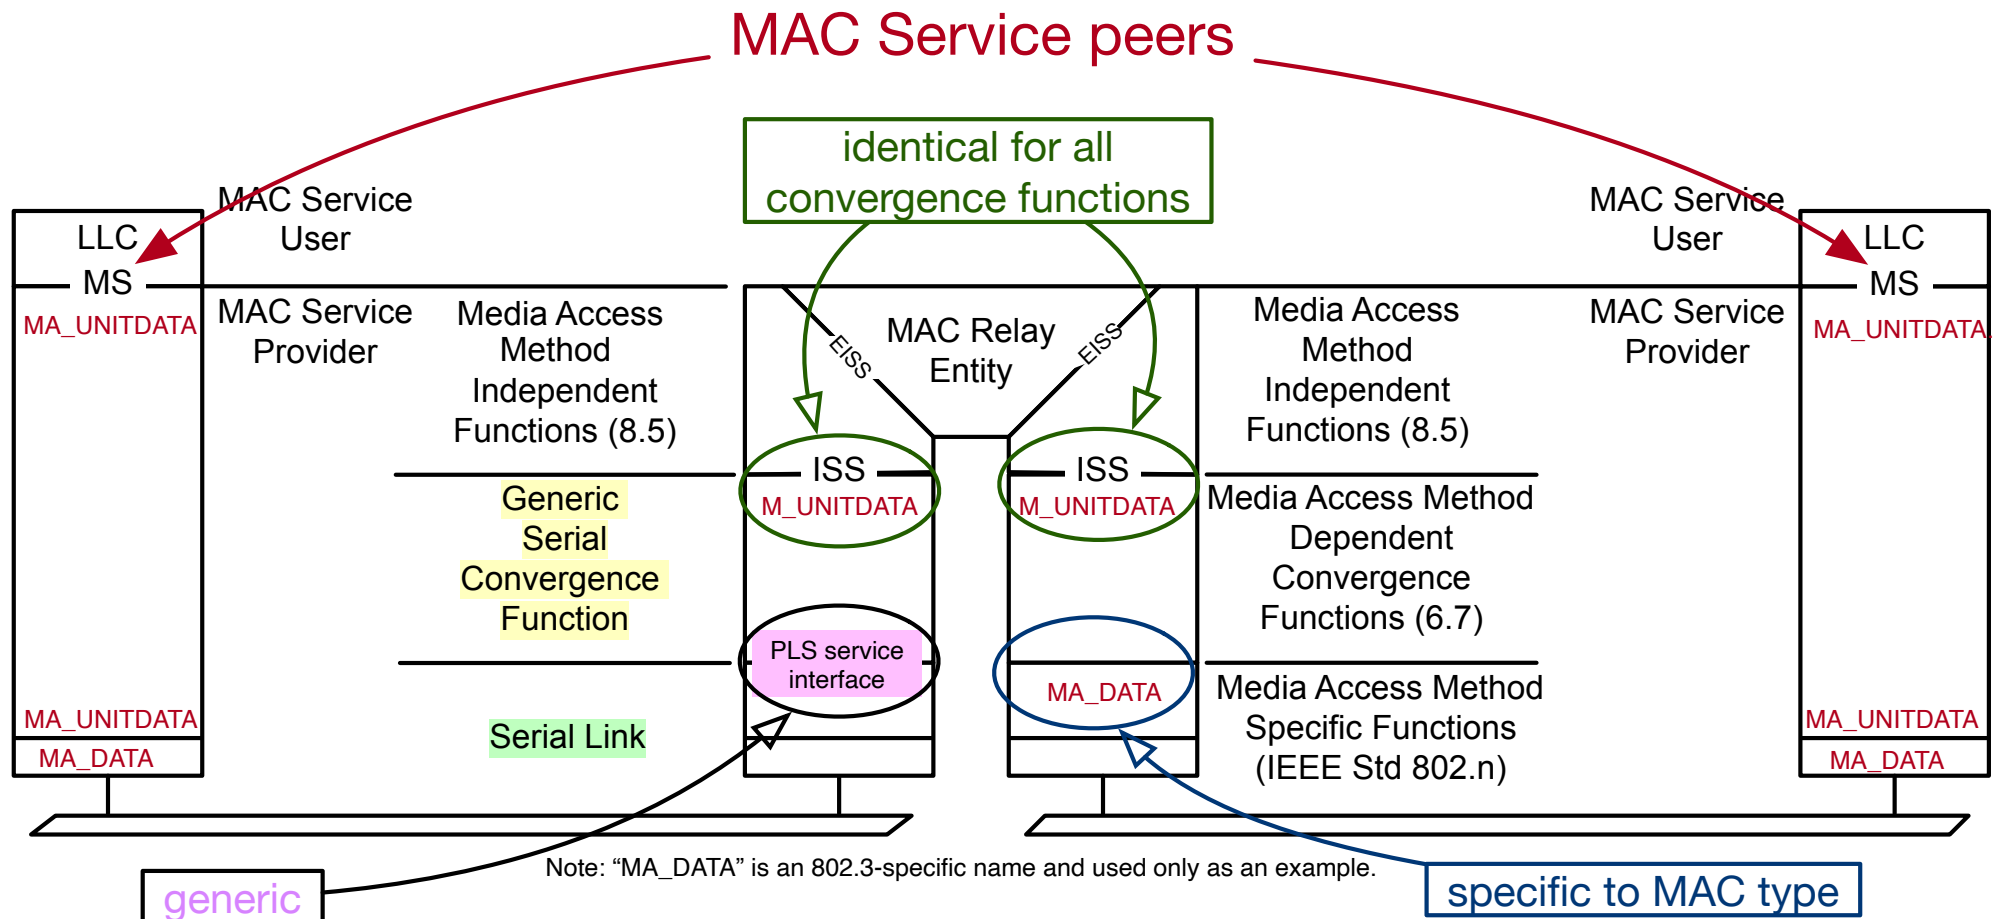 MAC Service peers
identical for all
convergence functions
LLC
MS
MA_UNITDATA
MA_UNITDATA
MA_DATA
MAC Service
User
MAC Service
Provider
Media Access
Method
Independent
Functions (8.5)
Generic
Serial
Convergence
Function
Serial Link
EISS
MAC Relay
Entity
EISS
ISS
M_UNITDATA
PLS service
interface
ISS
M_UNITDATA
MA_DATA
Media Access
Method
Independent
Functions (8.5)
Media Access Method
Dependent
Convergence
Functions (6.7)
Media Access Method
Specific Functions
(IEEE Std 802.n)
MAC Service
User
MAC Service
Provider
LLC
MS
MA_UNITDATA
MA_UNITDATA
MA_DATA
Note: “MA_DATA” is an 802.3-specific name and used only as an example.
generic
specific to MAC type